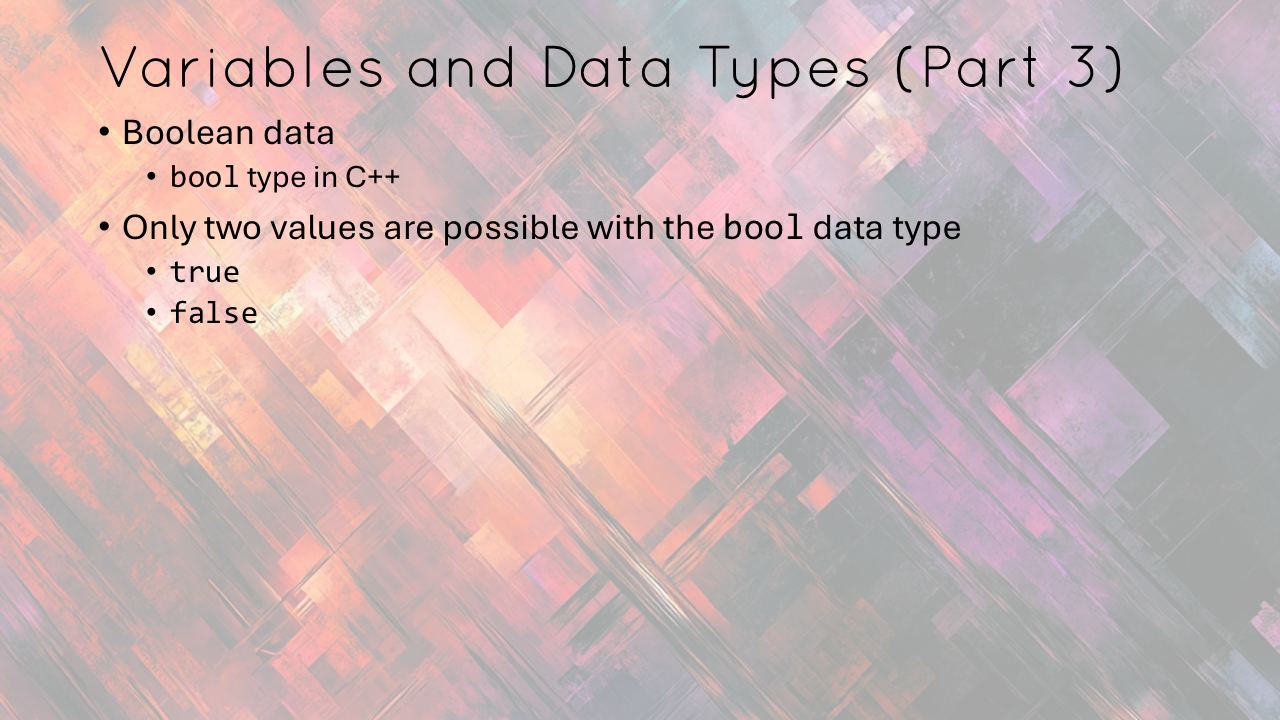 Variables and Data Types (Part 3)
• Boolean data
• bool type in C++
• Only two values are possible with the bool data type
• true
• false